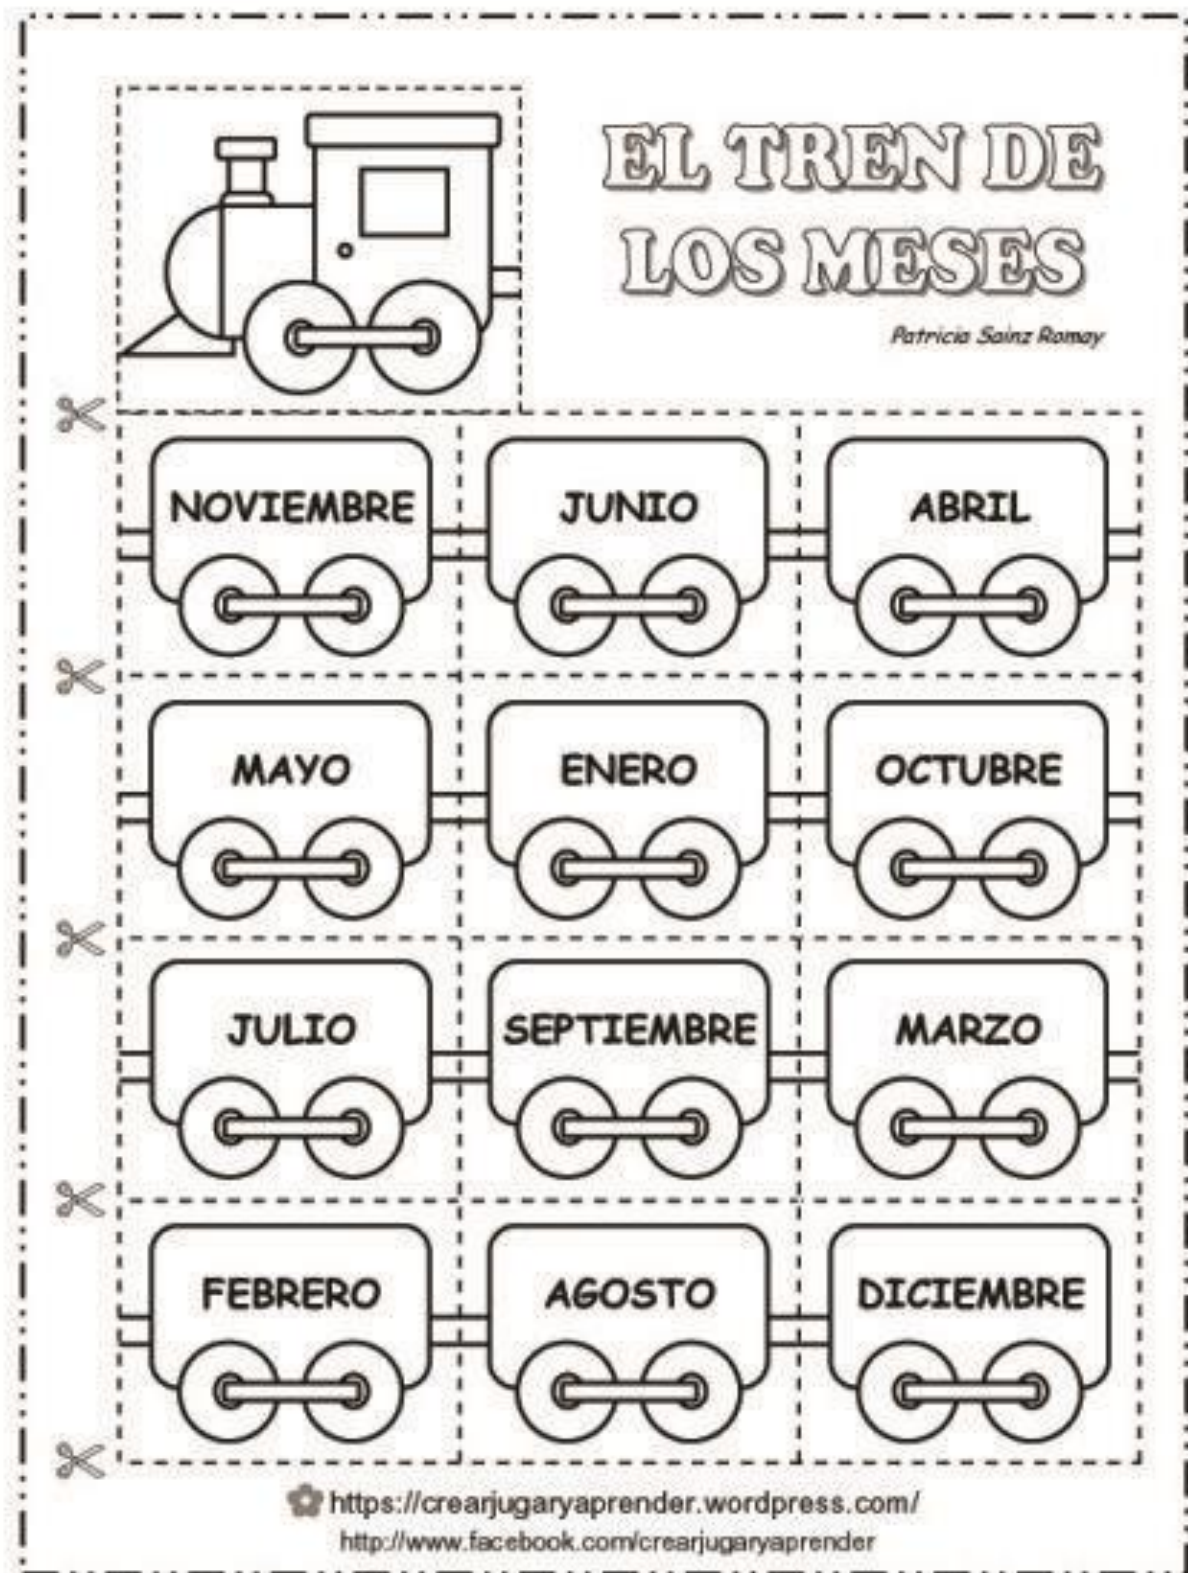 EL TREN DE
LOS MESES
Patricia Sainz Romay
NOVIEMBRE JUNIO ABRIL
MAYO ENERO OCTUBRE
JULIO SEPTIEMBRE MARZO
FEBRERO AGOSTO DICIEMBRE
https://crearjugaryaprender.wordpress.com/
http://www.facebook.com/crearjugaryaprender